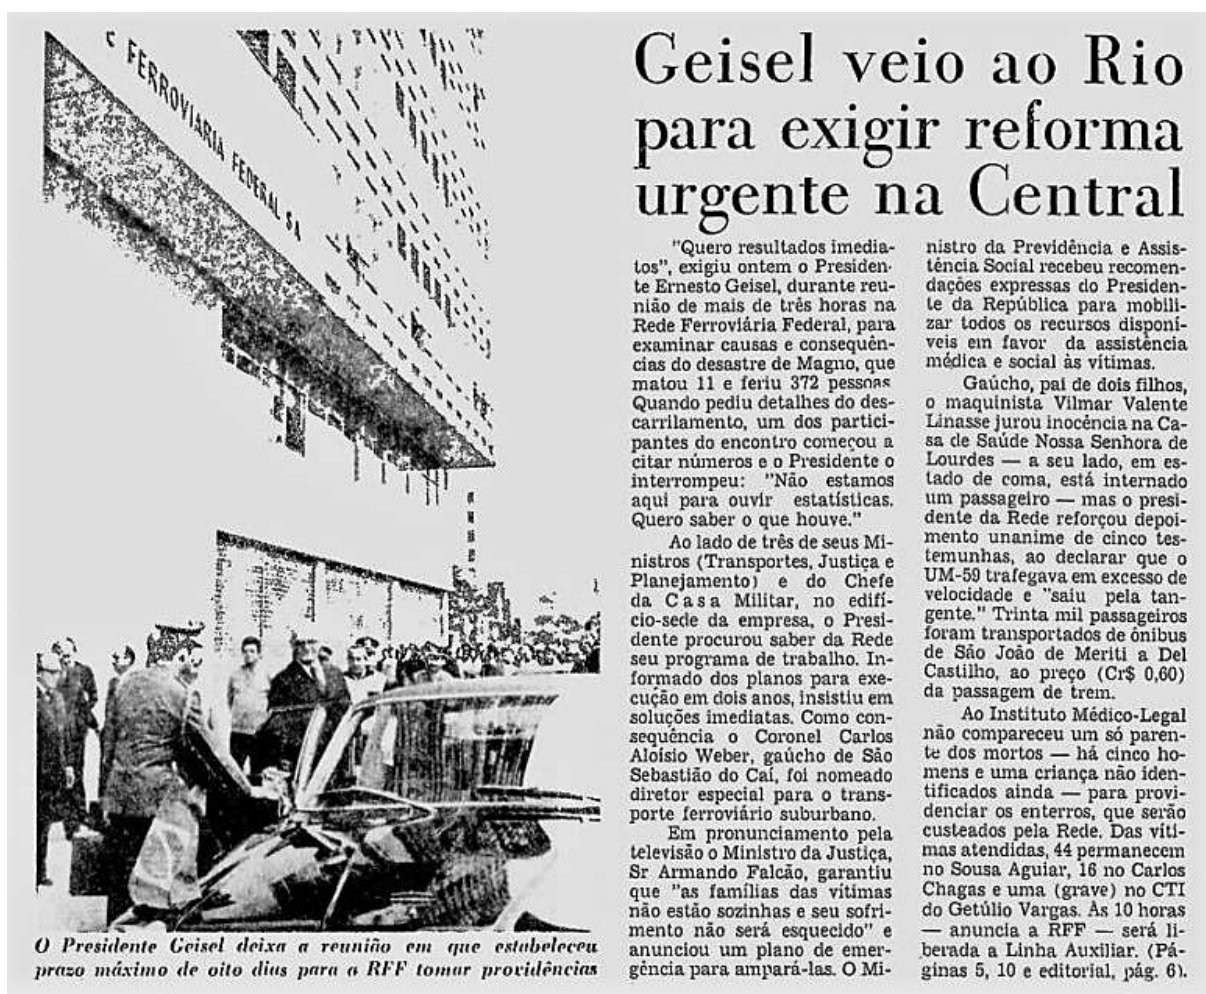 FERROVIARIA FEDERAL SA
Geisel veio ao Rio
para exigir reforma
urgente na Central
"Quero resultados imedia-
tos", exigiu ontem o Presiden-
te Ernesto Geisel, durante reu-
nião de mais de três horas na
Rede Ferroviária Federal, para
examinar causas e conseqüên-
cias do desastre de Magno, que
matou 11 e feriu 372 pessoas
Quando pediu detalhes do des-
carrilamento, um dos partici-
pantes do encontro começou a
citar números e o Presidente o
interrompeu: "Não estamos
aqui para ouvir estatísticas.
Quero saber o que houve."
Ao lado de três de seus Mi-
nistros (Transportes, Justiça e
Planejamento) e do Chefe
da Casa Militar, no edifí-
cio-sede da empresa, o Presi-
dente procurou saber da Rede
seu programa de trabalho. In-
formado dos planos para exe-
cução em dois anos, insistiu em
soluções imediatas. Como con-
seqüência o Coronel Carlos
Aloísio Weber, gaúcho de São
Sebastião do Caí, foi nomeado
diretor especial para o trans-
porte ferroviário suburbano.
Em pronunciamento pela
televisão o Ministro da Justiça,
Sr Armando Falcão, garantiu
que "as famílias das vítimas
não estão sozinhas e seu sofri-
mento não será esquecido" e
anunciou um plano de emer-
gência para ampará-las. O Mi-
nistro da Previdência e Assis-
tência Social recebeu recomen-
dações expressas do Presiden-
te da República para mobili-
zar todos os recursos disponí-
veis em favor da assistência
médica e social às vítimas.
Gaúcho, pai de dois filhos,
o maquinista Vilmar Valente
Linasse jurou inocência na Ca-
sa de Saúde Nossa Senhora de
Lourdes — a seu lado, em es-
tado de coma, está internado
um passageiro — mas o presi-
dente da Rede reforçou depoi-
mento unanime de cinco tes-
temunhas, ao declarar que o
UM-59 trafegava em excesso de
velocidade e "saiu pela tan-
gente." Trinta mil passageiros
foram transportados de ônibus
de São João de Meriti a Del
Castilho, ao preço (Cr$ 0,60)
da passagem de trem.
Ao Instituto Médico-Legal
não compareceu um só paren-
te dos mortos — há cinco ho-
mens e uma criança não iden-
tificados ainda — para provi-
denciar os enterros, que serão
custeados pela Rede. Das víti-
mas atendidas, 44 permanecem
no Sousa Aguiar, 16 no Carlos
Chagas e uma (grave) no CTI
do Getúlio Vargas. As 10 horas
— anuncia a RFF — será li-
berada a Linha Auxiliar. (Pá-
ginas 5, 10 e editorial, pág. 6).
O Presidente Geisel deixa a reunião em que estabeleceu
prazo máximo de oito dias para a RFF tomar providências